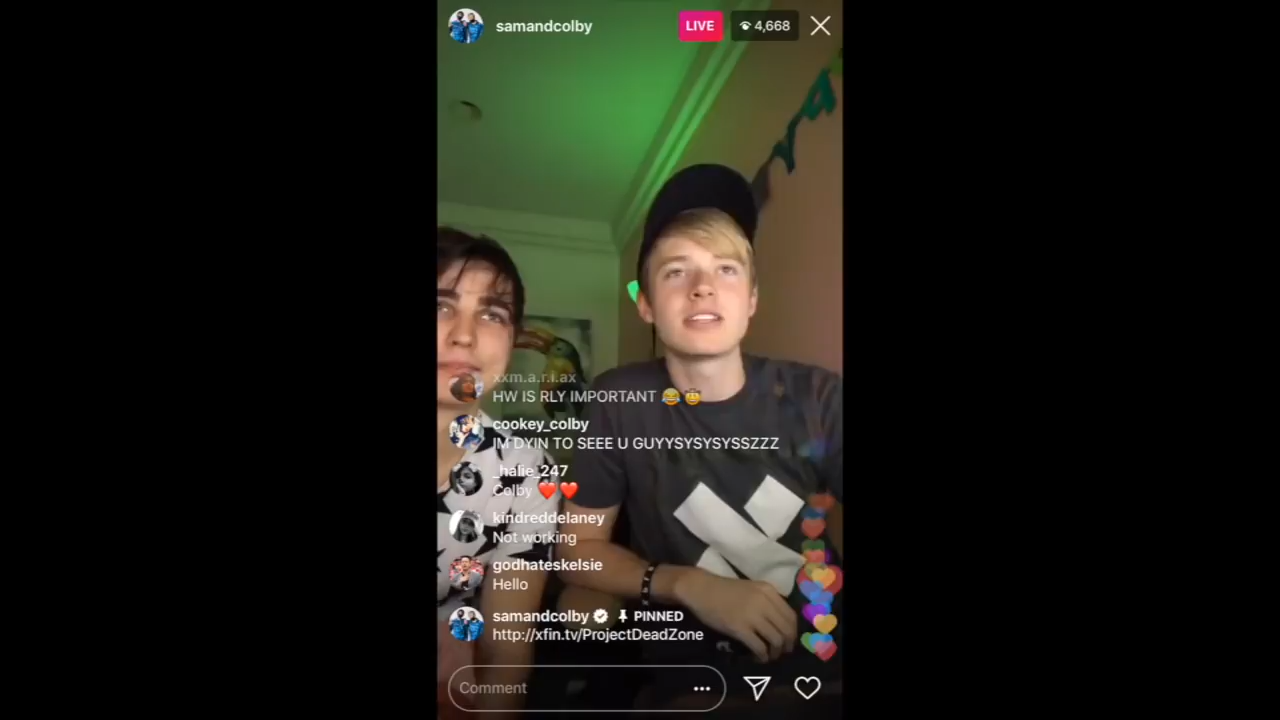 samandcolby
LIVE
4,668
xxm.a.r.i.ax
HW IS RLY IMPORTANT 😂🤠
cookey_colby
IM DYIN TO SEEE U GUYYSYSYSYSSZZZ
_halie_247
Colby ❤️❤️
kindreddelaney
Not working
godhateskelsie
Hello
samandcolby PINNED
http://xfin.tv/ProjectDeadZone
Comment